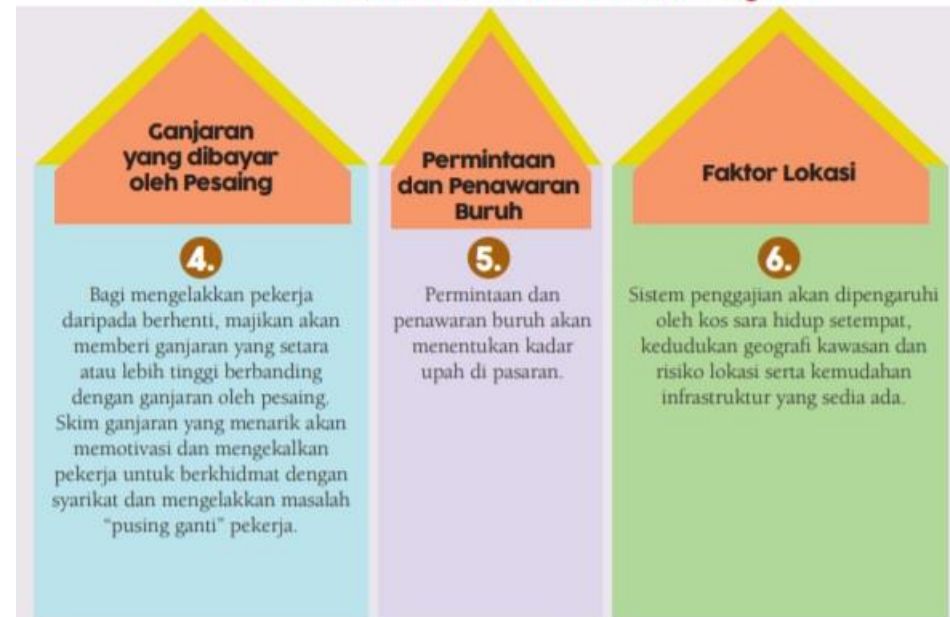 Ganjaran
yang dibayar
oleh Pesaing
4.
Bagi mengelakkan pekerja
daripada berhenti, majikan akan
memberi ganjaran yang setara
atau lebih tinggi berbanding
dengan ganjaran oleh pesaing.
Skim ganjaran yang menarik akan
memotivasi dan mengekalkan
pekerja untuk berkhidmat dengan
syarikat dan mengelakkan masalah
“pusing ganti” pekerja.
Permintaan
dan Penawaran
Buruh
5.
Permintaan dan
penawaran buruh akan
menentukan kadar
upah di pasaran.
Faktor Lokasi
6.
Sistem penggajian akan dipengaruhi
oleh kos sara hidup setempat,
kedudukan geografi kawasan dan
risiko lokasi serta kemudahan
infrastruktur yang sedia ada.